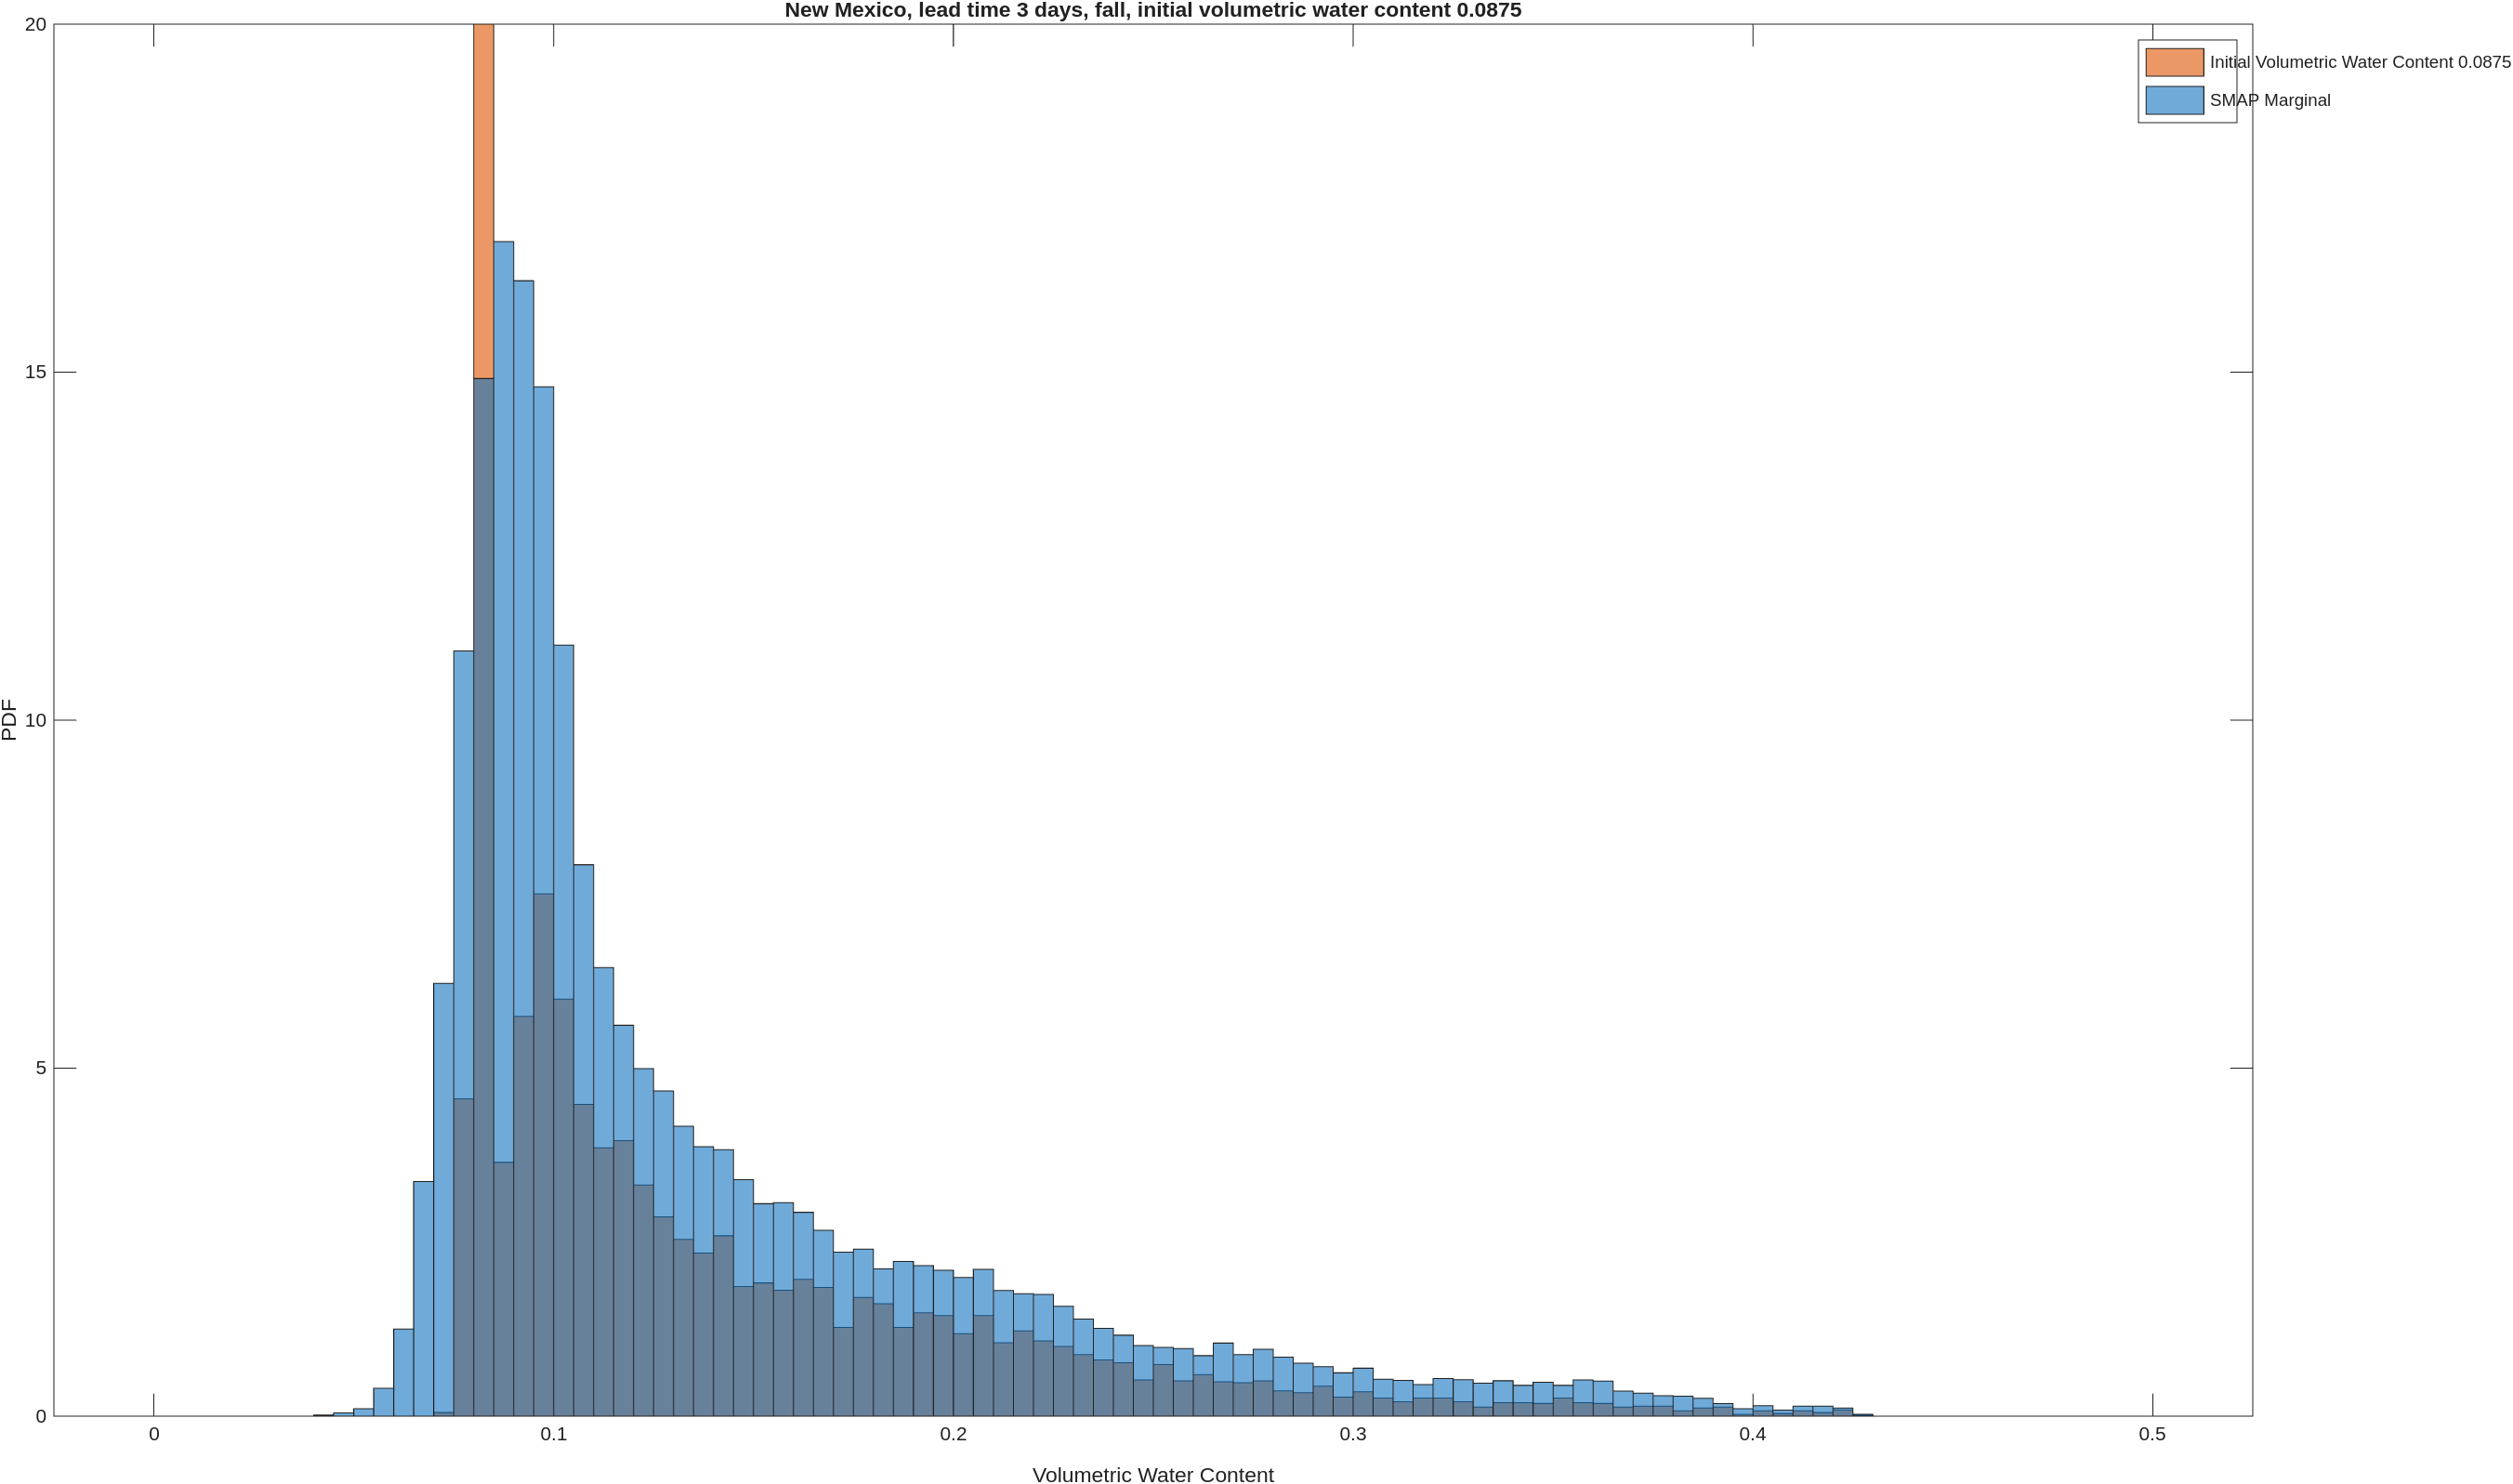 New Mexico, lead time 3 days, fall, initial volumetric water content 0.0875
20
15
10
5
0
PDF
Initial Volumetric Water Content 0.0875
SMAP Marginal
0 0.1 0.2 0.3 0.4 0.5
Volumetric Water Content